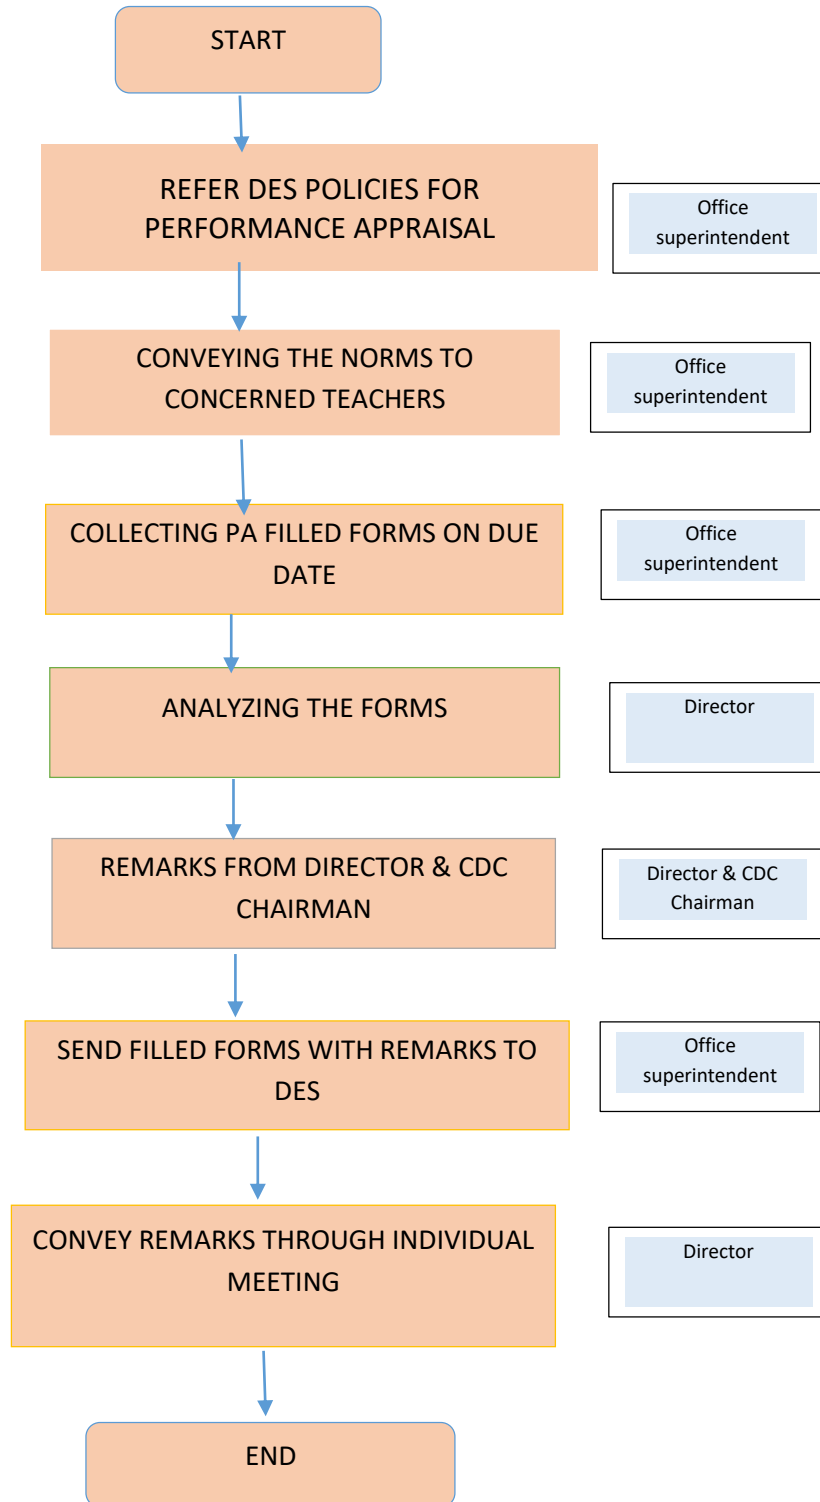 START
REFER DES POLICIES FOR
PERFORMANCE APPRAISAL
Office
superintendent
CONVEYING THE NORMS TO
CONCERNED TEACHERS
Office
superintendent
COLLECTING PA FILLED FORMS ON DUE
DATE
Office
superintendent
ANALYZING THE FORMS
Director
REMARKS FROM DIRECTOR & CDC
CHAIRMAN
Director & CDC
Chairman
SEND FILLED FORMS WITH REMARKS TO
DES
Office
superintendent
CONVEY REMARKS THROUGH INDIVIDUAL
MEETING
Director
END